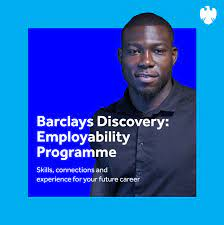 Barclays Discovery:
Employability
Programme
Skills, connections and
experience for your future career